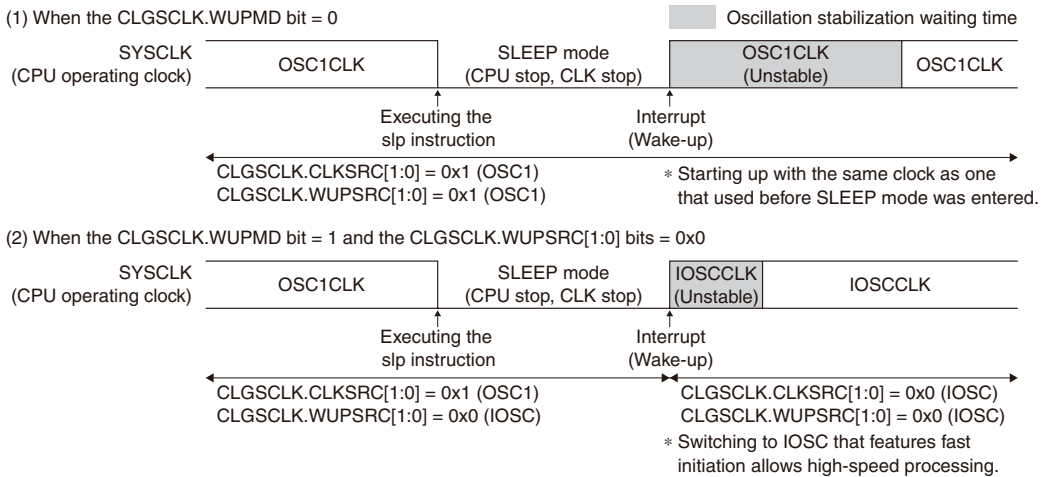 (1) When the CLGSCLK.WUPMD bit = 0
Oscillation stabilization waiting time
SYSCLK
(CPU operating clock)
OSC1CLK
SLEEP mode
(CPU stop, CLK stop)
OSC1CLK
(Unstable)
OSC1CLK
Executing the
slp instruction
Interrupt
(Wake-up)
CLGSCLK.CLKSRC[1:0] = 0x1 (OSC1)
CLGSCLK.WUPSRC[1:0] = 0x1 (OSC1)
* Starting up with the same clock as one
that used before SLEEP mode was entered.
(2) When the CLGSCLK.WUPMD bit = 1 and the CLGSCLK.WUPSRC[1:0] bits = 0x0
SYSCLK
(CPU operating clock)
OSC1CLK
SLEEP mode
(CPU stop, CLK stop)
IOSCCLK
(Unstable)
IOSCCLK
Executing the
slp instruction
Interrupt
(Wake-up)
CLGSCLK.CLKSRC[1:0] = 0x1 (OSC1)
CLGSCLK.WUPSRC[1:0] = 0x0 (IOSC)
CLGSCLK.CLKSRC[1:0] = 0x0 (IOSC)
CLGSCLK.WUPSRC[1:0] = 0x0 (IOSC)
* Switching to IOSC that features fast
initiation allows high-speed processing.